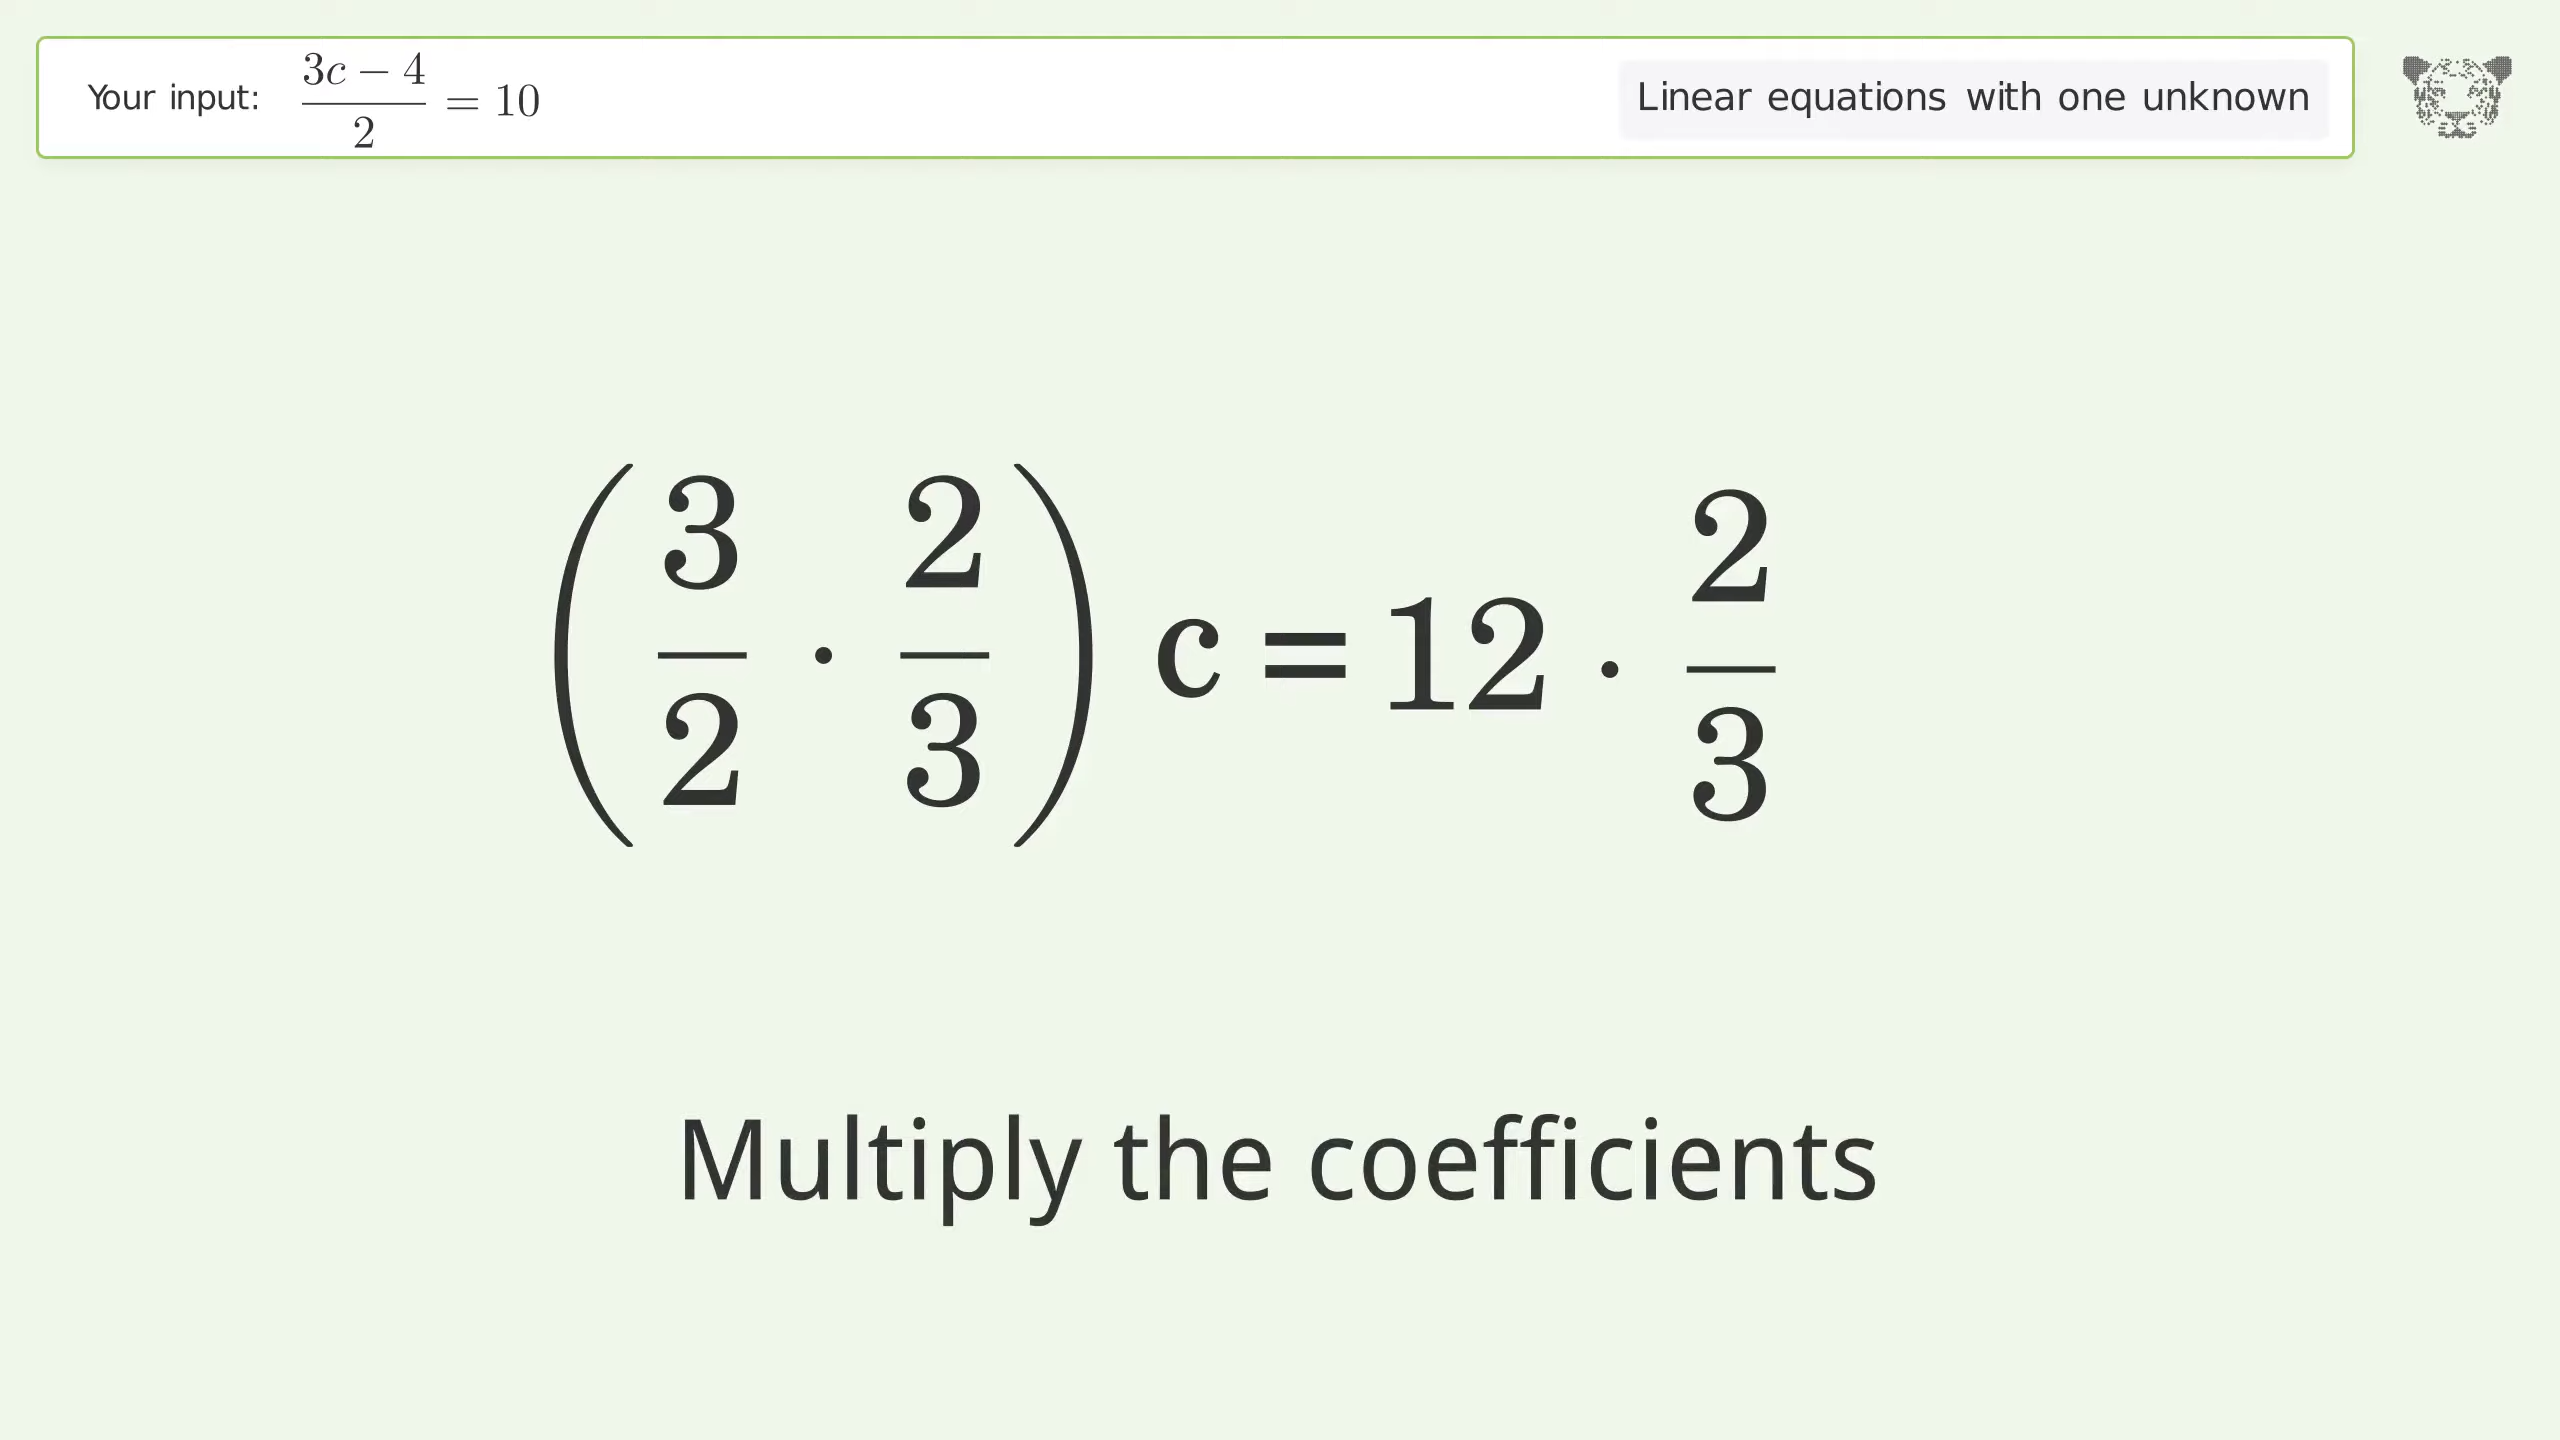 Your input: (3c − 4)/2 = 10
Linear equations with one unknown
(3/2 · 2/3) c = 12 · 2/3
Multiply the coefficients